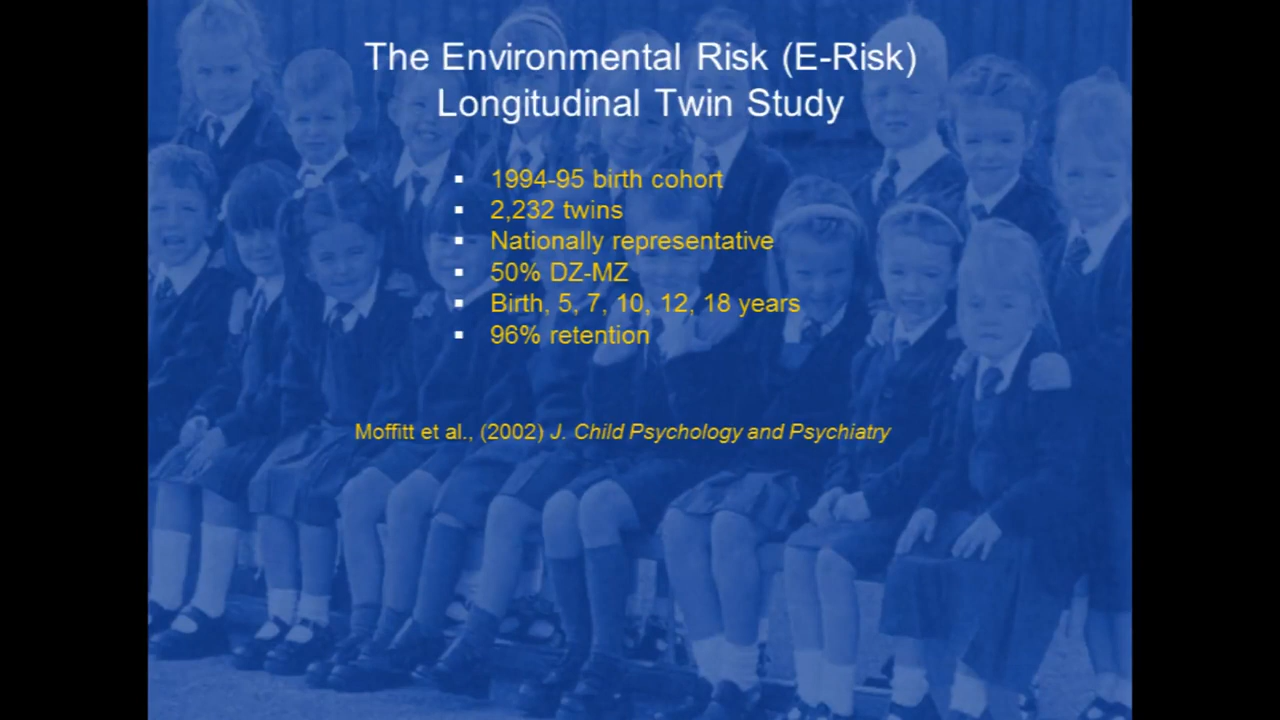 The Environmental Risk (E-Risk)
Longitudinal Twin Study
▪ 1994-95 birth cohort
▪ 2,232 twins
▪ Nationally representative
▪ 50% DZ-MZ
▪ Birth, 5, 7, 10, 12, 18 years
▪ 96% retention
Moffitt et al., (2002) J. Child Psychology and Psychiatry